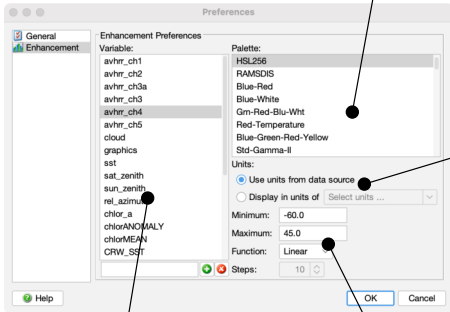 Preferences
General
Enhancement
Enhancement Preferences
Variable:
avhrr_ch1
avhrr_ch2
avhrr_ch3a
avhrr_ch3
avhrr_ch4
avhrr_ch5
cloud
graphics
sst
sat_zenith
sun_zenith
rel_azimuth
chlor_a
chlorANOMALY
chlorMEAN
CRW_SST
Palette:
HSL256
RAMSDIS
Blue-Red
Blue-White
Grn-Red-Blu-Wht
Red-Temperature
Blue-Green-Red-Yellow
Std-Gamma-II
Units:
Use units from data source
Display in units of Select units ...
Minimum: -60.0
Maximum: 45.0
Function: Linear
Steps: 10
Help
OK
Cancel